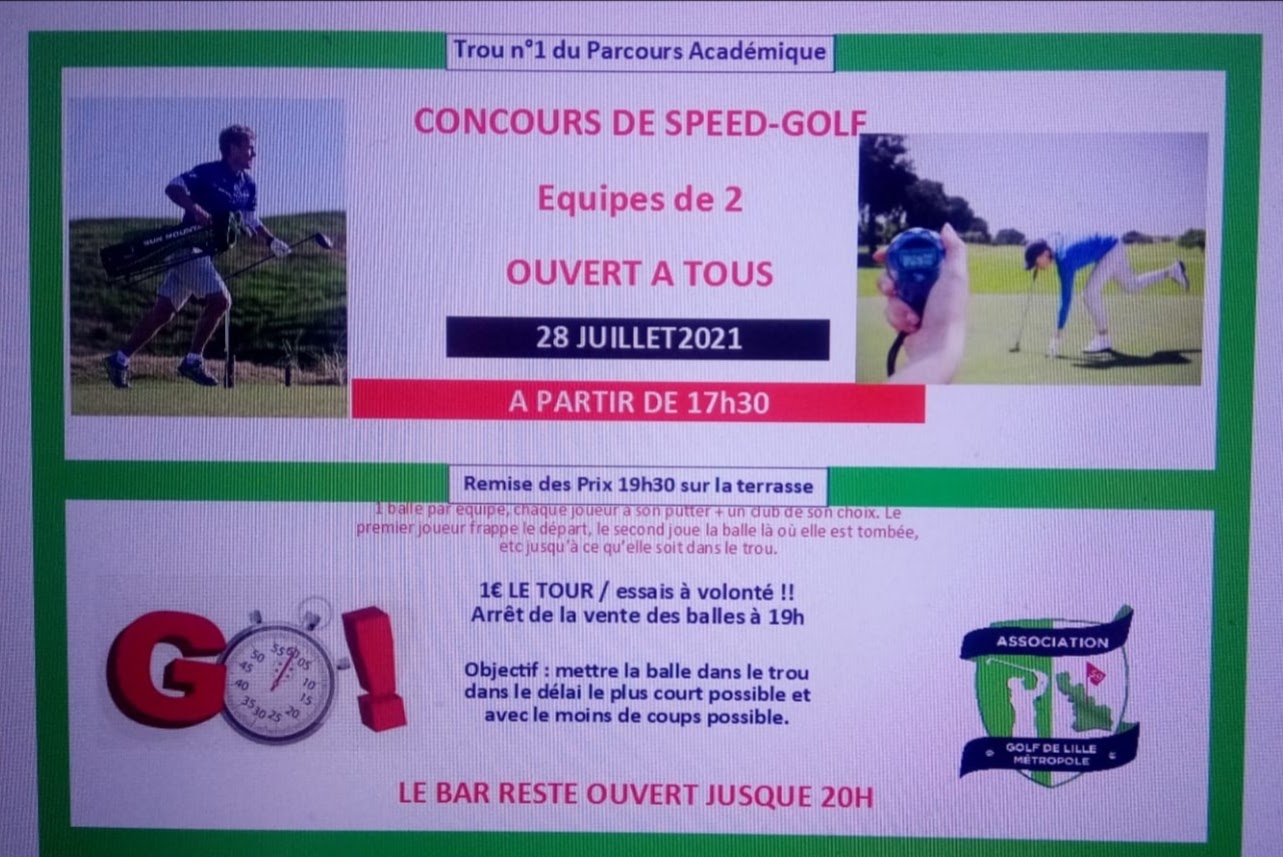 Trou n°1 du Parcours Académique
CONCOURS DE SPEED-GOLF
Equipes de 2
OUVERT A TOUS
28 JUILLET2021
A PARTIR DE 17h30
Remise des Prix 19h30 sur la terrasse
1 balle par équipe, chaque joueur a son putter + un club de son choix. Le
premier joueur frappe le départ, le second joue la balle là où elle est tombée,
etc jusqu'à ce qu'elle soit dans le trou.
1€ LE TOUR / essais à volonté !!
Arrêt de la vente des balles à 19h
Objectif : mettre la balle dans le trou
dans le délai le plus court possible et
avec le moins de coups possible.
GO!
55 60 05
50 10
45 15
40 20
35 30 25
ASSOCIATION
GOLF DE LILLE
MÉTROPOLE
LE BAR RESTE OUVERT JUSQUE 20H